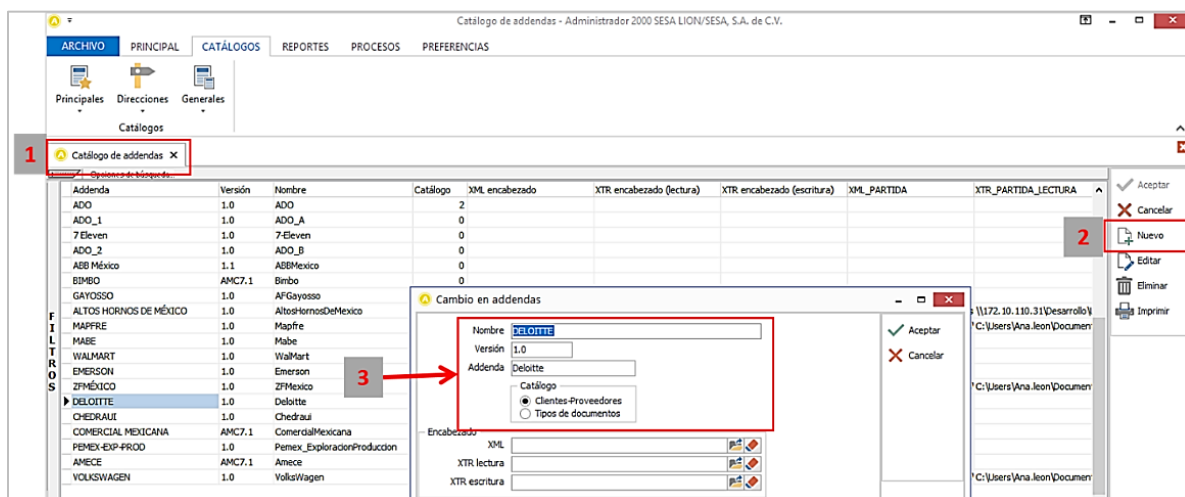 Catálogo de addendas - Administrador 2000 SESA LION/SESA, S.A. de C.V.
ARCHIVO PRINCIPAL CATÁLOGOS REPORTES PROCESOS PREFERENCIAS
Principales Direcciones Generales
Catálogos
1 Catálogo de addendas
Opciones de búsqueda...
Addenda Versión Nombre Catálogo XML encabezado XTR encabezado (lectura) XTR encabezado (escritura) XML_PARTIDA XTR_PARTIDA_LECTURA
ADO 1.0 ADO 2
ADO_1 1.0 ADO_A 0
7 Eleven 1.0 7-Eleven 0
ADO_2 1.0 ADO_B 0
ABB México 1.1 ABBMexico 0
BIMBO AMC7.1 Bimbo 0
GAYOSSO 1.0 AFGayosso
ALTOS HORNOS DE MÉXICO 1.0 AltosHornosDeMexico \\172.10.110.31\Desarrollo\
MAPFRE 1.0 Mapfre C:\Users\Ana.leon\Documen
MABE 1.0 Mabe
WALMART 1.0 WalMart
EMERSON 1.0 Emerson
ZFMÉXICO 1.0 ZFMexico C:\Users\Ana.leon\Documen
DELOITTE 1.0 Deloitte
CHEDRAUI 1.0 Chedraui
COMERCIAL MEXICANA AMC7.1 ComercialMexicana
PEMEX-EXP-PROD 1.0 Pemex_ExploracionProduccion
AMECE AMC7.1 Amece
VOLKSWAGEN 1.0 VolksWagen C:\Users\Ana.leon\Documen
FILTROS
Aceptar
Cancelar
2 Nuevo
Editar
Eliminar
Imprimir
Cambio en addendas
3
Nombre DELOITTE
Versión 1.0
Addenda Deloitte
Catálogo
Clientes-Proveedores
Tipos de documentos
Encabezado
XML
XTR lectura
XTR escritura
Aceptar
Cancelar